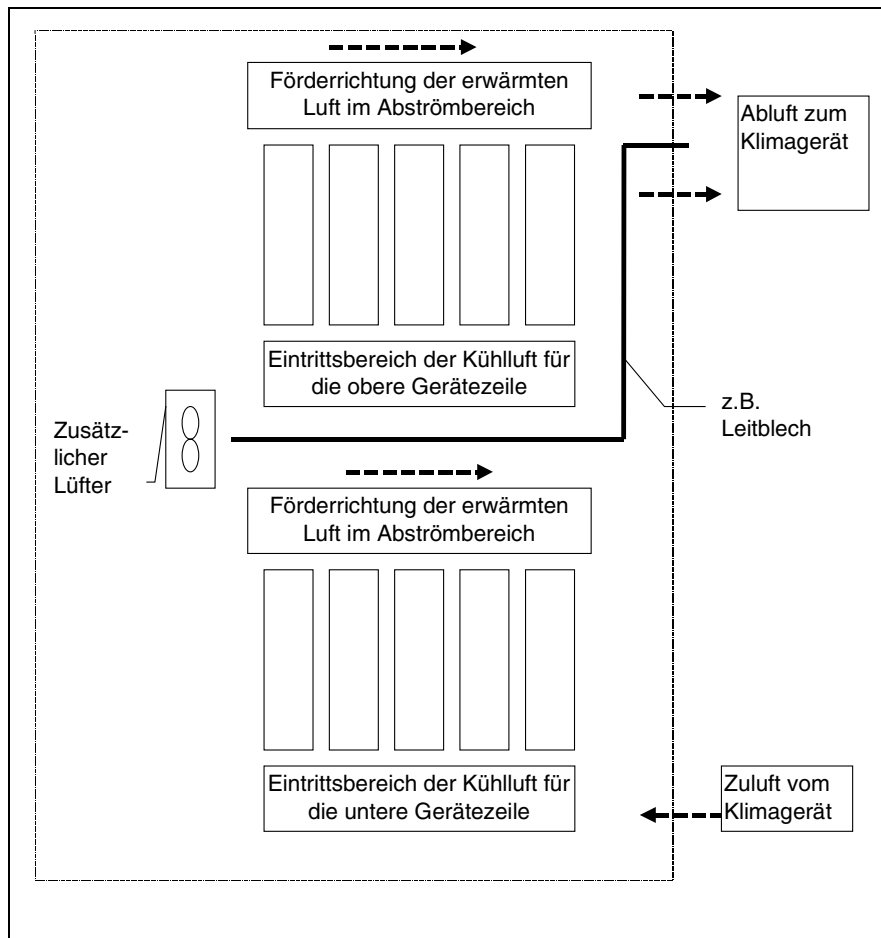 Förderrichtung der erwärmten
Luft im Abströmbereich
Abluft zum
Klimagerät
Eintrittsbereich der Kühlluft für
die obere Gerätezeile
Zusätz-
licher
Lüfter
z.B.
Leitblech
Förderrichtung der erwärmten
Luft im Abströmbereich
Eintrittsbereich der Kühlluft für
die untere Gerätezeile
Zuluft vom
Klimagerät